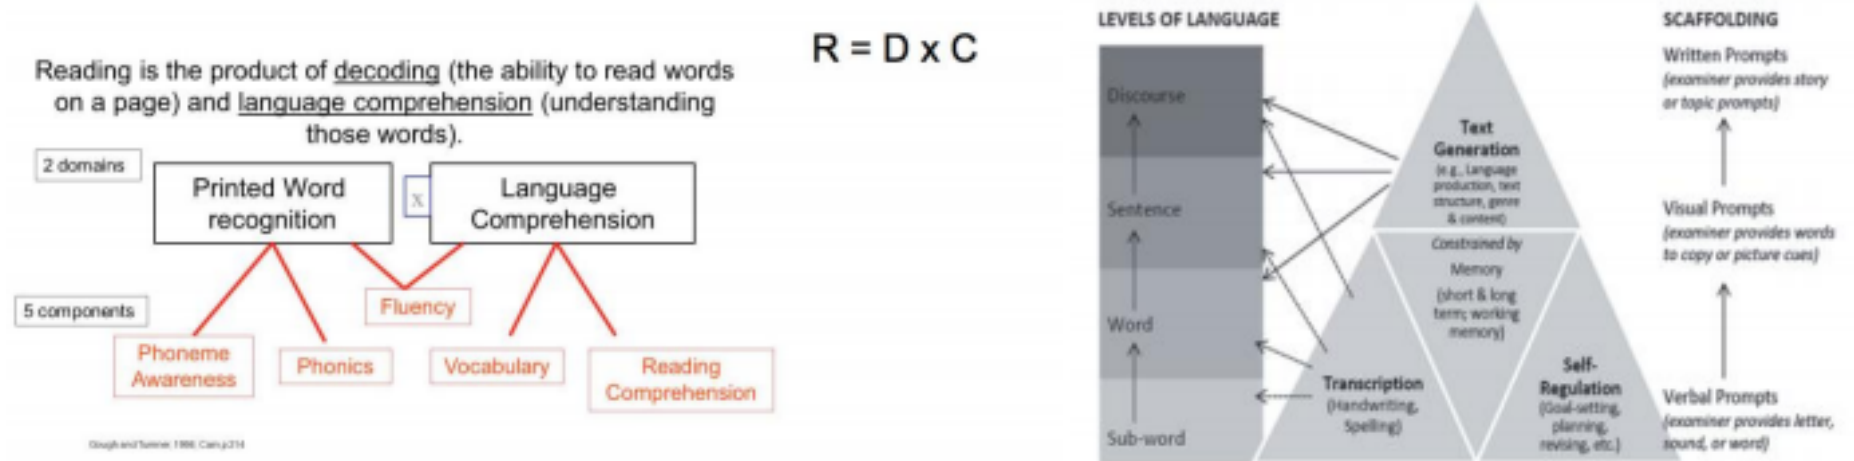 Reading is the product of decoding (the ability to read words
on a page) and language comprehension (understanding
those words).
R = D x C
2 domains
Printed Word
recognition
x
Language
Comprehension
5 components
Fluency
Phoneme
Awareness
Phonics
Vocabulary
Reading
Comprehension
Gough and Tunmer, 1986;
LEVELS OF LANGUAGE
Discourse
Sentence
Word
Sub-word
Text
Generation
(e.g., Language
production, text
structure, genre
& content)
Constrained by
Memory
(short & long
term; working
memory)
Transcription
(Handwriting,
Spelling)
Self-
Regulation
(Goal-setting,
planning,
revising, etc.)
SCAFFOLDING
Written Prompts
(examiner provides story
or topic prompts)
Visual Prompts
(examiner provides words
to copy or picture cues)
Verbal Prompts
(examiner provides letter,
sound, or word)